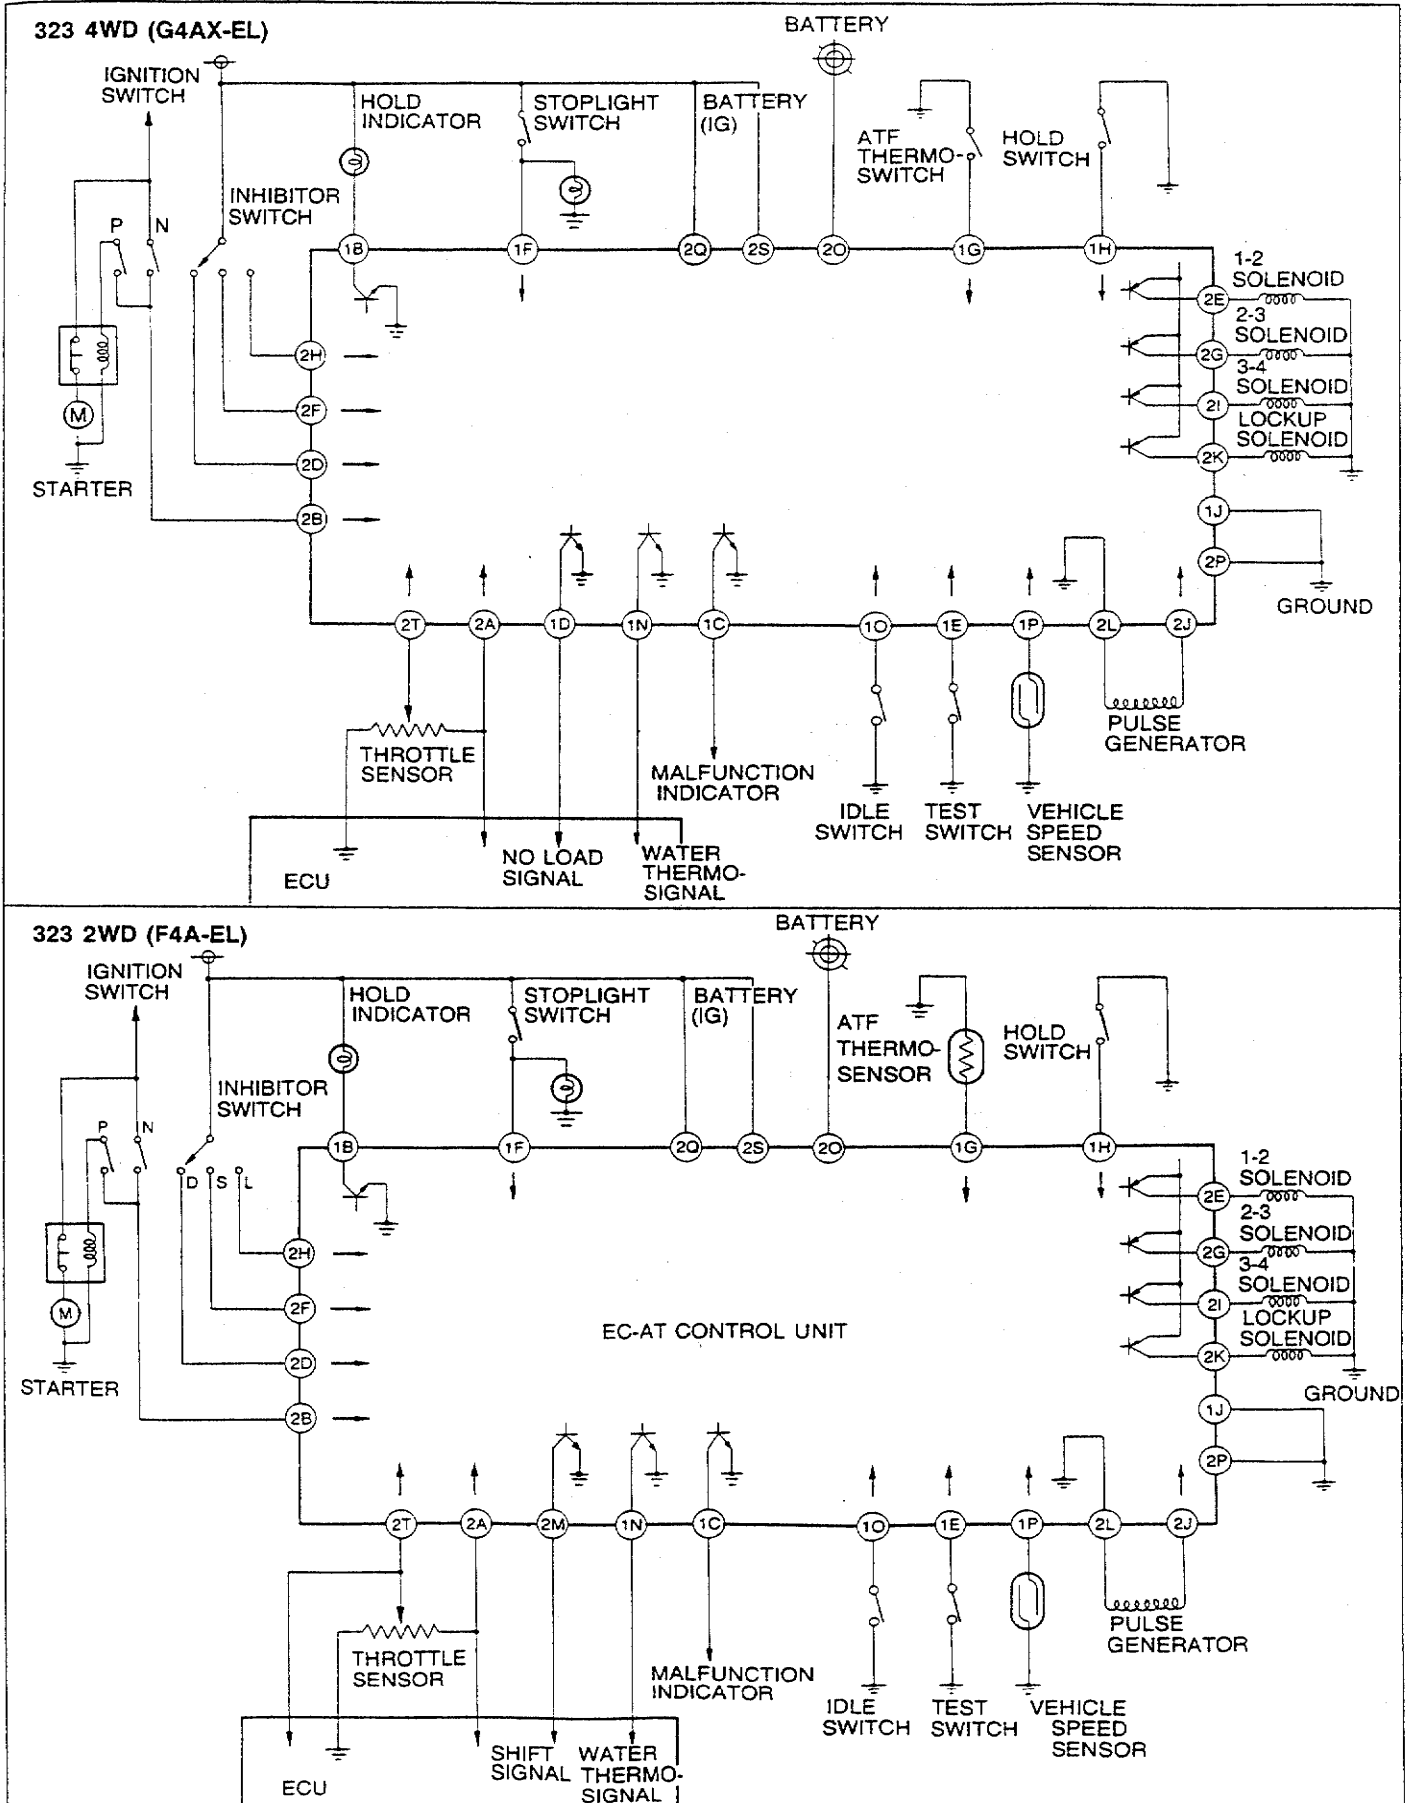 323 4WD (G4AX-EL)
BATTERY
IGNITION
SWITCH
HOLD
INDICATOR
STOPLIGHT
SWITCH
BATTERY
(IG)
ATF
THERMO-
SWITCH
HOLD
SWITCH
INHIBITOR
SWITCH
P
N
1B
1F
2Q
2S
2O
1G
1H
1-2
SOLENOID
2E
2-3
SOLENOID
2G
3-4
SOLENOID
2I
LOCKUP
SOLENOID
2K
2H
2F
2D
2B
M
STARTER
1J
2P
GROUND
2T
2A
1D
1N
1C
1O
1E
1P
2L
2J
THROTTLE
SENSOR
MALFUNCTION
INDICATOR
PULSE
GENERATOR
IDLE
SWITCH
TEST
SWITCH
VEHICLE
SPEED
SENSOR
ECU
NO LOAD
SIGNAL
WATER
THERMO-
SIGNAL
323 2WD (F4A-EL)
BATTERY
IGNITION
SWITCH
HOLD
INDICATOR
STOPLIGHT
SWITCH
BATTERY
(IG)
ATF
THERMO-
SENSOR
HOLD
SWITCH
INHIBITOR
SWITCH
P
N
D
S
L
1B
1F
2Q
2S
2O
1G
1H
1-2
SOLENOID
2E
2-3
SOLENOID
2G
3-4
SOLENOID
2I
LOCKUP
SOLENOID
2K
2H
2F
2D
2B
M
STARTER
EC-AT CONTROL UNIT
GROUND
1J
2P
2T
2A
2M
1N
1C
1O
1E
1P
2L
2J
THROTTLE
SENSOR
MALFUNCTION
INDICATOR
PULSE
GENERATOR
IDLE
SWITCH
TEST
SWITCH
VEHICLE
SPEED
SENSOR
ECU
SHIFT
SIGNAL
WATER
THERMO-
SIGNAL